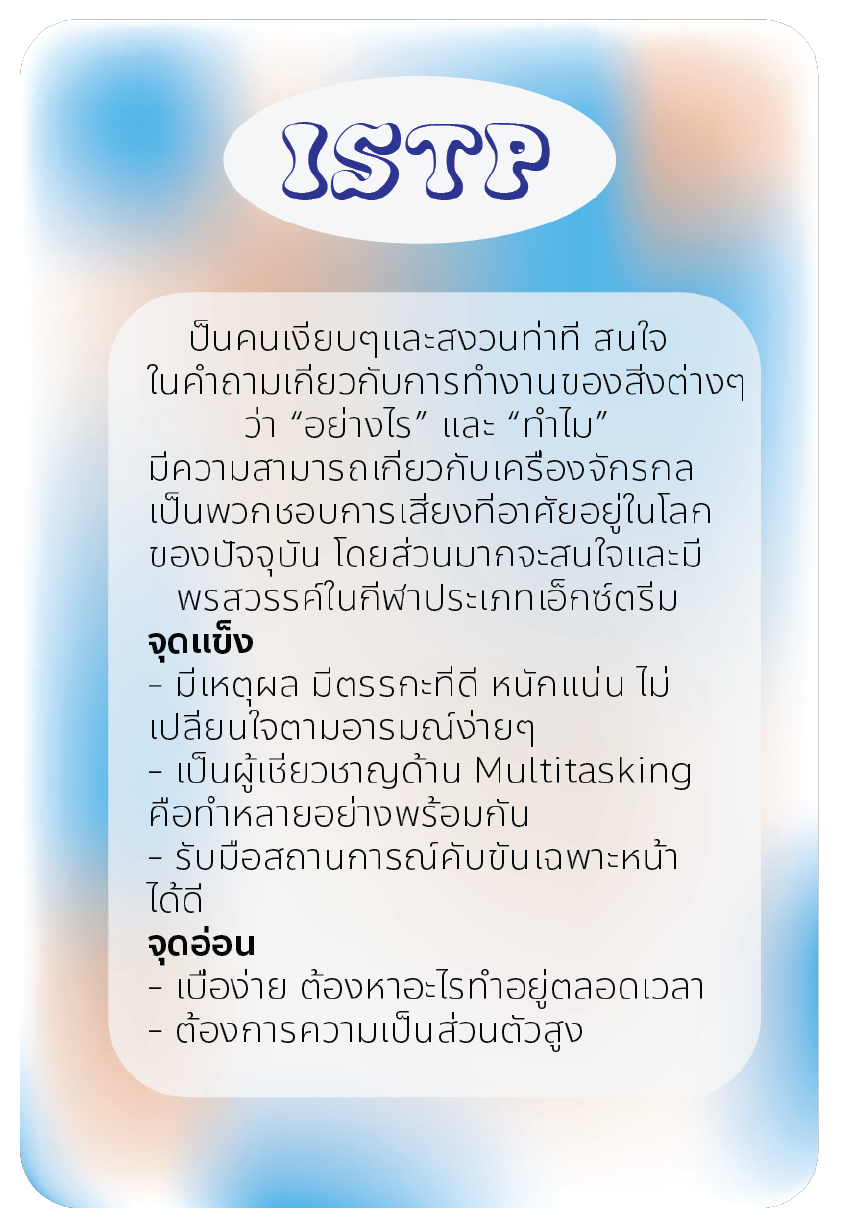 ISTP
ป็นคนเงียบๆและสงวนท่าที สนใจ
ในคำถามเกี่ยวกับการทำงานของสิ่งต่างๆ
ว่า “อย่างไร” และ “ทำไม”
มีความสามารถเกี่ยวกับเครื่องจักรกล
เป็นพวกชอบการเสี่ยงที่อาศัยอยู่ในโลก
ของปัจจุบัน โดยส่วนมากจะสนใจและมี
พรสวรรค์ในกีฬาประเภทเอ็กซ์ตรีม
จุดแข็ง
- มีเหตุผล มีตรรกะที่ดี หนักแน่น ไม่
เปลี่ยนใจตามอารมณ์ง่ายๆ
- เป็นผู้เชี่ยวชาญด้าน Multitasking
คือทำหลายอย่างพร้อมกัน
- รับมือสถานการณ์คับขันเฉพาะหน้า
ได้ดี
จุดอ่อน
- เบื่อง่าย ต้องหาอะไรทำอยู่ตลอดเวลา
- ต้องการความเป็นส่วนตัวสูง